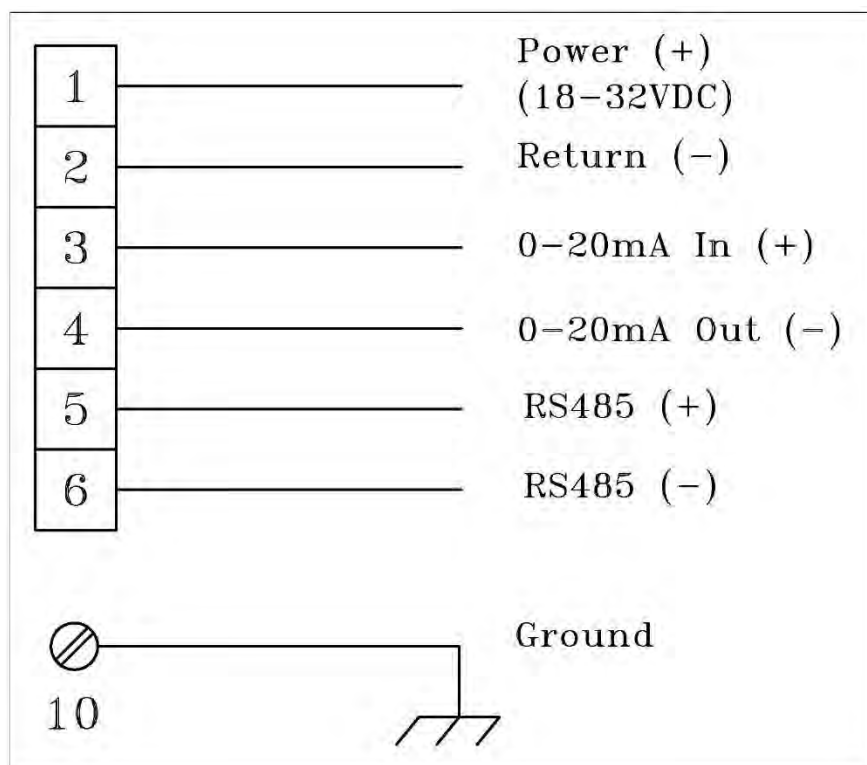 1
Power (+)
(18-32VDC)
2
Return (-)
3
0-20mA In (+)
4
0-20mA Out (-)
5
RS485 (+)
6
RS485 (-)
Ground
10